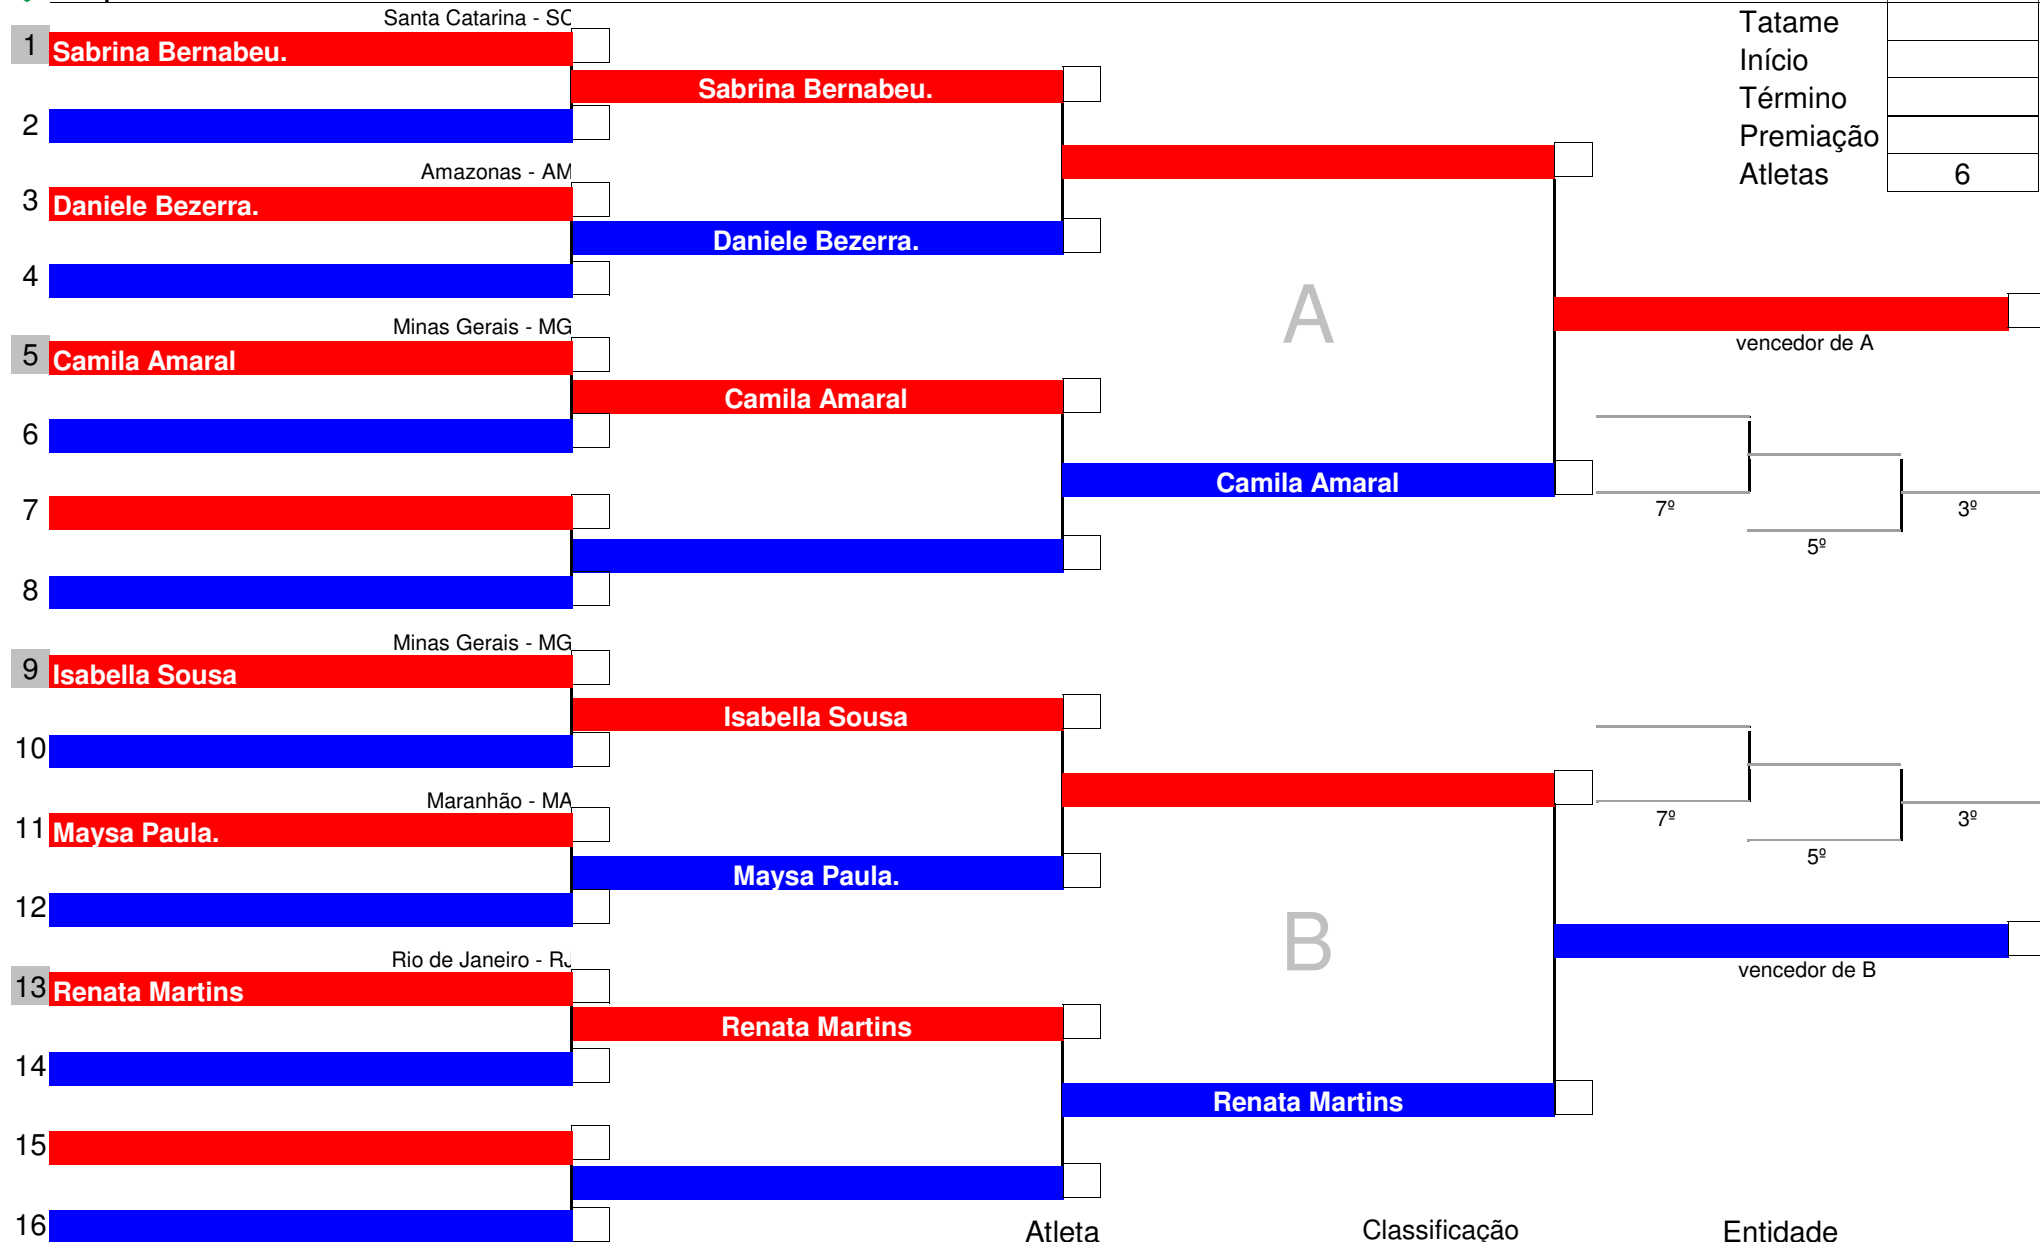 Santa Catarina - SC
1 Sabrina Bernabeu.
Sabrina Bernabeu.
2
Amazonas - AM
3 Daniele Bezerra.
Daniele Bezerra.
4
Minas Gerais - MG
5 Camila Amaral
Camila Amaral
6
Camila Amaral
7
8
A
vencedor de A
7º
5º
3º
Minas Gerais - MG
9 Isabella Sousa
Isabella Sousa
10
Maranhão - MA
11 Maysa Paula.
Maysa Paula.
12
Rio de Janeiro - RJ
13 Renata Martins
Renata Martins
14
Renata Martins
15
16
B
vencedor de B
7º
5º
3º
Tatame
Início
Término
Premiação
Atletas 6
Atleta Classificação Entidade